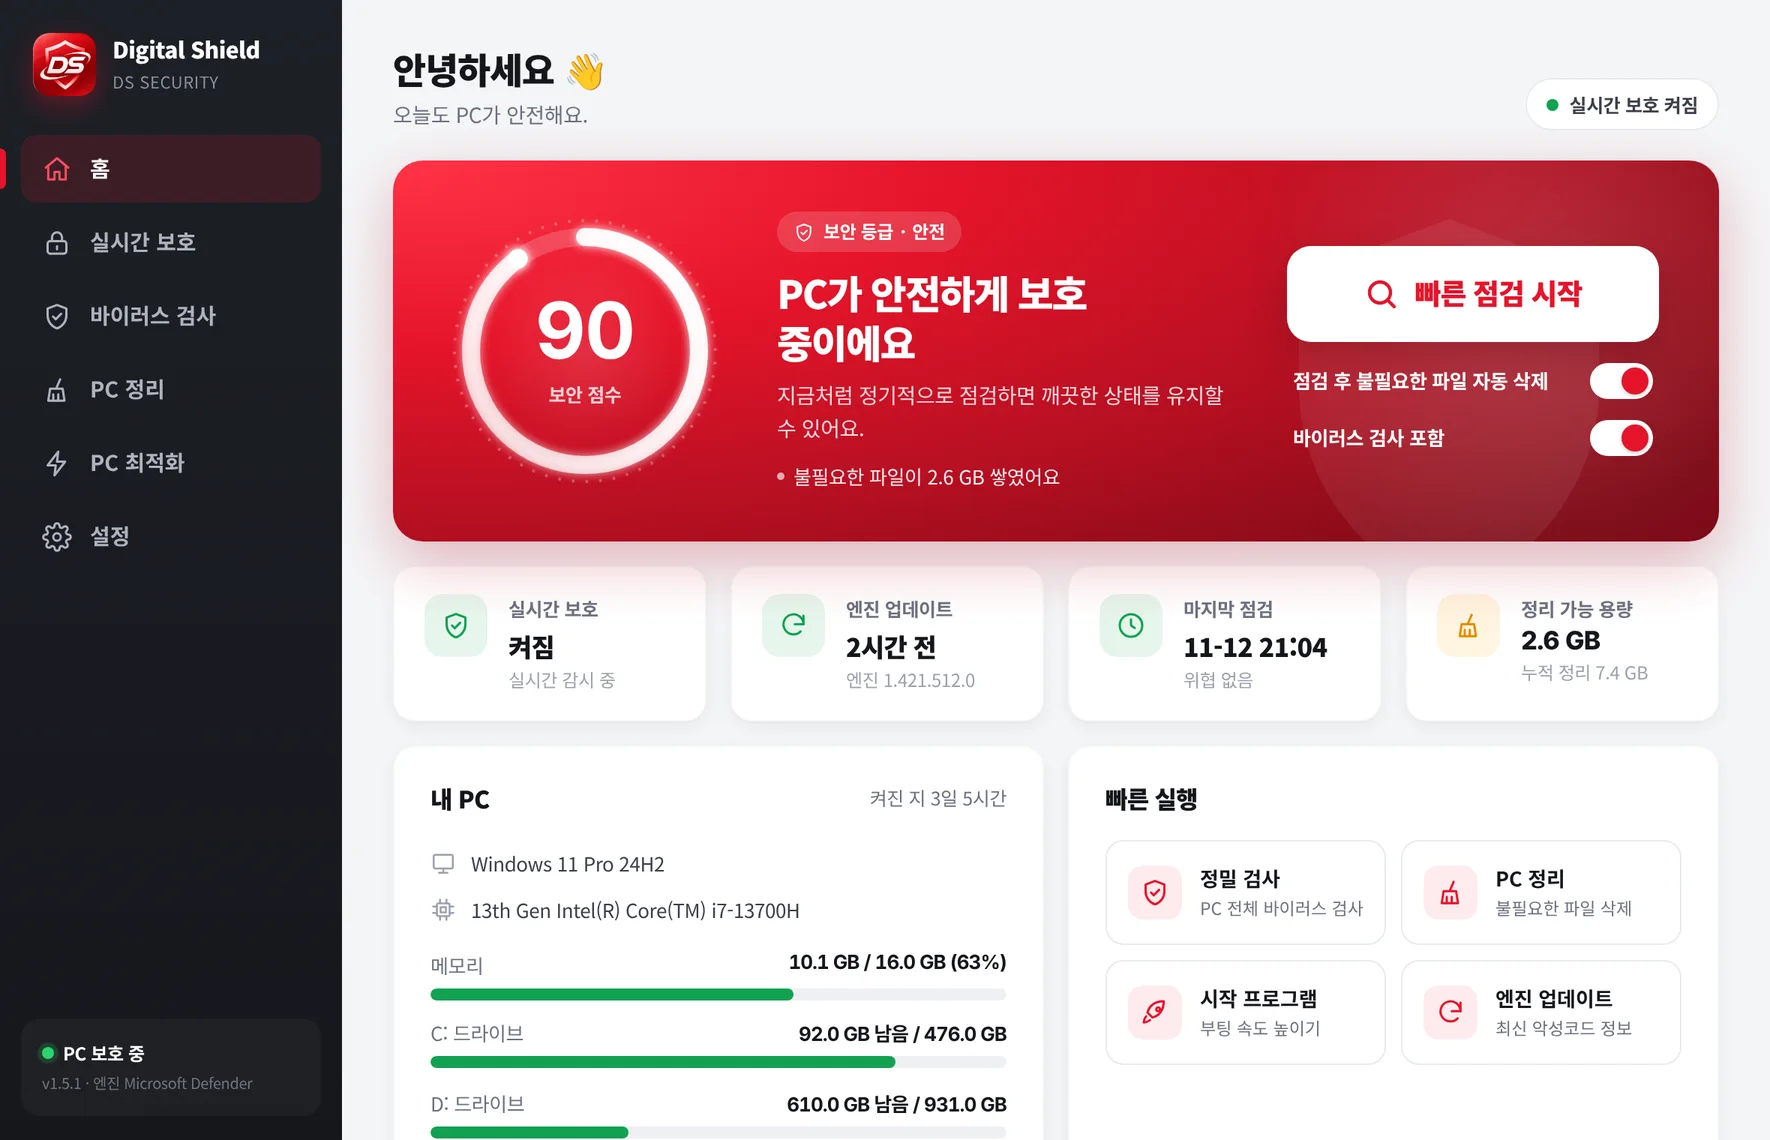 Digital Shield
DS SECURITY
홈
실시간 보호
바이러스 검사
PC 정리
PC 최적화
설정
PC 보호 중
v1.5.1 · 엔진 Microsoft Defender
안녕하세요 👋
오늘도 PC가 안전해요.
실시간 보호 켜짐
90
보안 점수
보안 등급 · 안전
PC가 안전하게 보호
중이에요
지금처럼 정기적으로 점검하면 깨끗한 상태를 유지할
수 있어요.
불필요한 파일이 2.6 GB 쌓였어요
빠른 점검 시작
점검 후 불필요한 파일 자동 삭제
바이러스 검사 포함
실시간 보호
켜짐
실시간 감시 중
엔진 업데이트
2시간 전
엔진 1.421.512.0
마지막 점검
11-12 21:04
위협 없음
정리 가능 용량
2.6 GB
누적 정리 7.4 GB
내 PC
켜진 지 3일 5시간
Windows 11 Pro 24H2
13th Gen Intel(R) Core(TM) i7-13700H
메모리
10.1 GB / 16.0 GB (63%)
C: 드라이브
92.0 GB 남음 / 476.0 GB
D: 드라이브
610.0 GB 남음 / 931.0 GB
빠른 실행
정밀 검사
PC 전체 바이러스 검사
PC 정리
불필요한 파일 삭제
시작 프로그램
부팅 속도 높이기
엔진 업데이트
최신 악성코드 정보